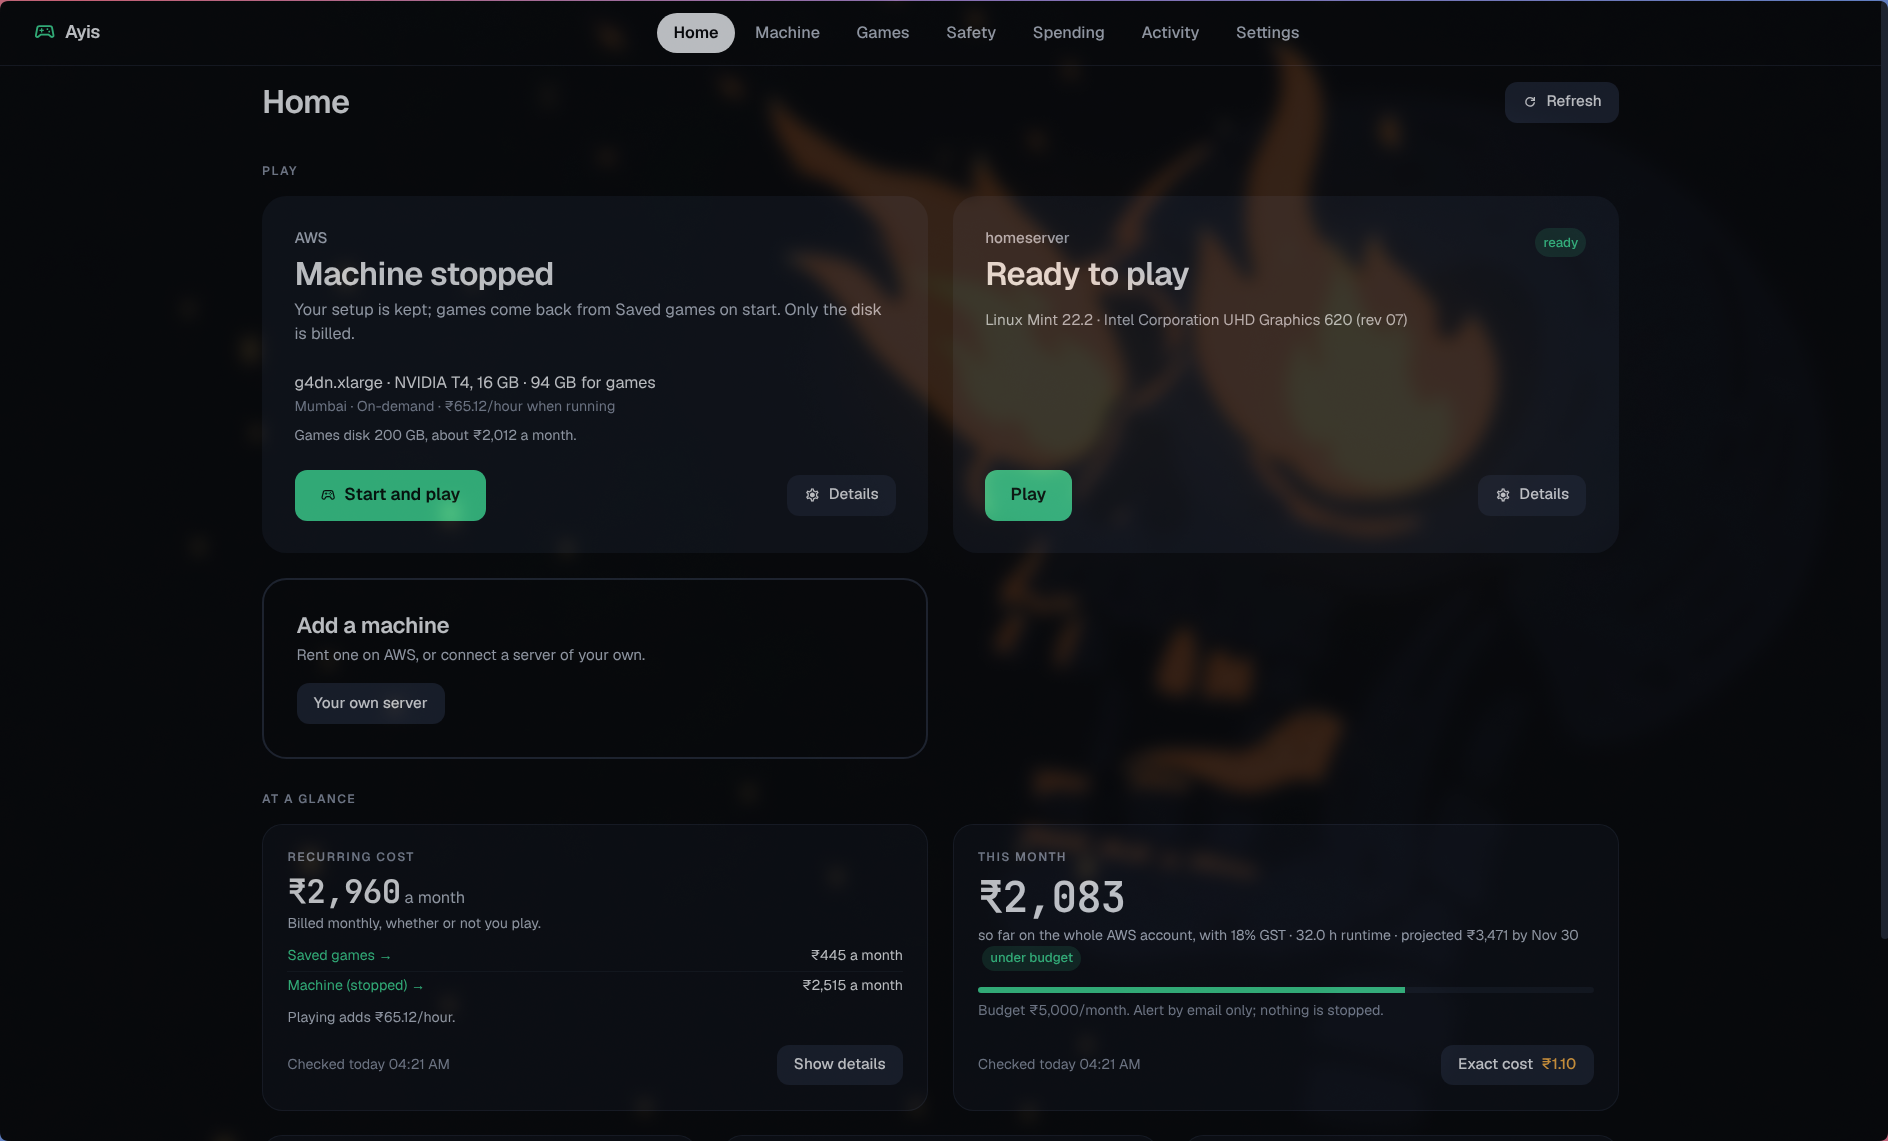 Ayis
Home
Machine
Games
Safety
Spending
Activity
Settings
Home
Refresh
PLAY
AWS
Machine stopped
Your setup is kept; games come back from Saved games on start. Only the disk
is billed.
g4dn.xlarge · NVIDIA T4, 16 GB · 94 GB for games
Mumbai · On-demand · ₹65.12/hour when running
Games disk 200 GB, about ₹2,012 a month.
Start and play
Details
homeserver
ready
Ready to play
Linux Mint 22.2 · Intel Corporation UHD Graphics 620 (rev 07)
Play
Details
Add a machine
Rent one on AWS, or connect a server of your own.
Your own server
AT A GLANCE
RECURRING COST
₹2,960 a month
Billed monthly, whether or not you play.
Saved games → ₹445 a month
Machine (stopped) → ₹2,515 a month
Playing adds ₹65.12/hour.
Checked today 04:21 AM
Show details
THIS MONTH
₹2,083
so far on the whole AWS account, with 18% GST · 32.0 h runtime · projected ₹3,471 by Nov 30
under budget
Budget ₹5,000/month. Alert by email only; nothing is stopped.
Checked today 04:21 AM
Exact cost ₹1.10